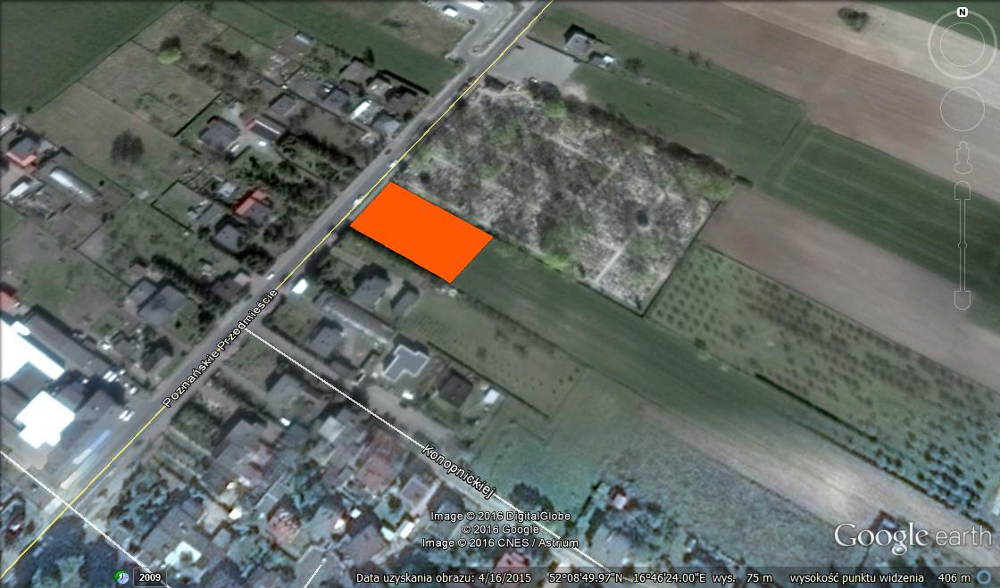 N
Poznańskie Przedmieście
Konopnickiej
Image © 2016 DigitalGlobe
© 2016 Google
Image © 2016 CNES / Astrium
Google earth
2009
Data uzyskania obrazu: 4/16/2015 52°08'49.97"N 16°46'24.00"E wys. 75 m wysokość punktu widzenia 406 m